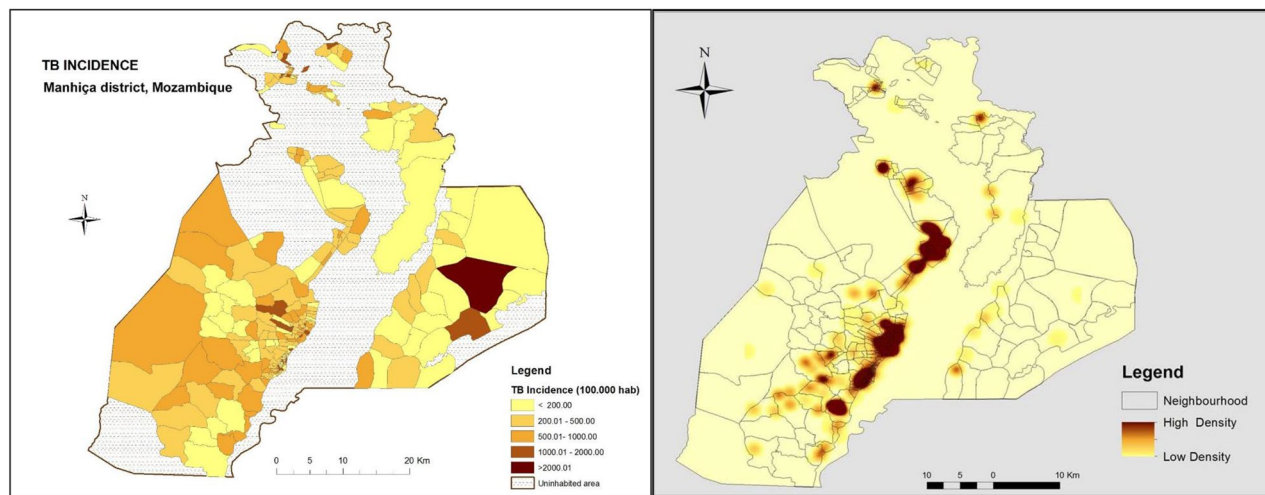 TB INCIDENCE
Manhiça district, Mozambique
N
Legend
TB Incidence (100.000 hab)
< 200.00
200.01 - 500.00
500.01- 1000.00
1000.01 - 2000.00
>2000.01
Uninhabited area
0 5 10 20 Km
N
Legend
Neighbourhood
High Density
Low Density
10 5 0 10 Km